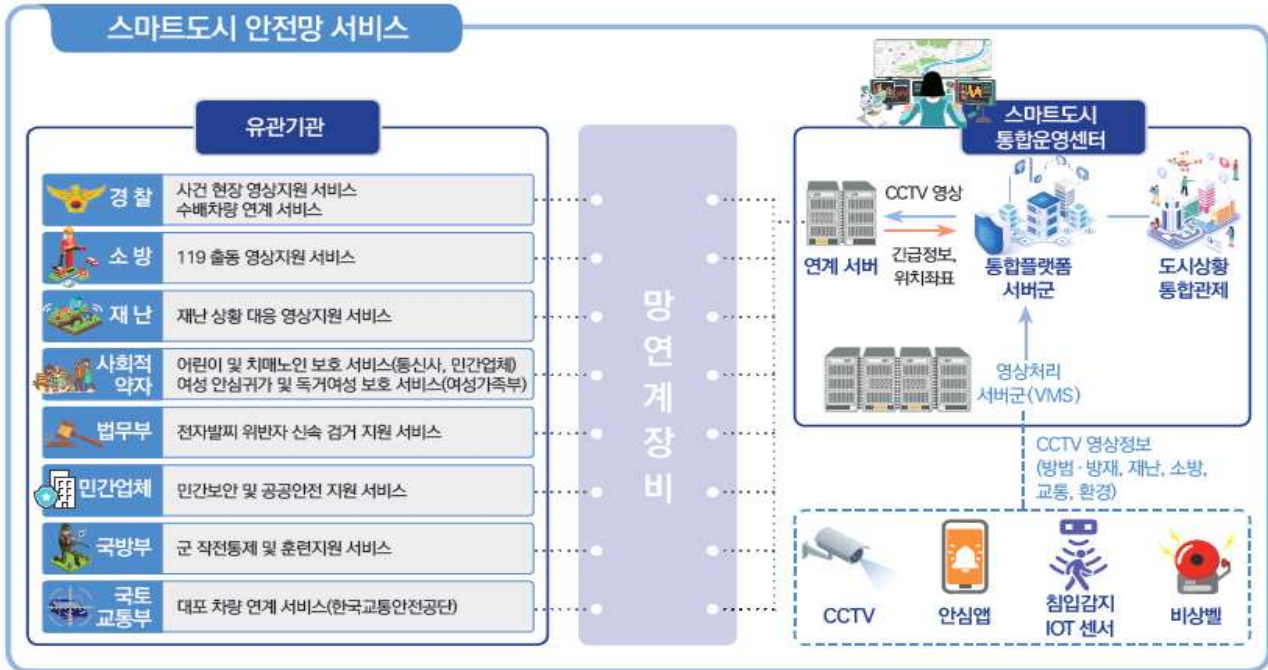 스마트도시 안전망 서비스
유관기관
경찰
사건 현장 영상지원 서비스
수배차량 연계 서비스
소방
119 출동 영상지원 서비스
재난
재난 상황 대응 영상지원 서비스
사회적
약자
어린이 및 치매노인 보호 서비스(통신사, 민간업체)
여성 안심귀가 및 독거여성 보호 서비스(여성가족부)
법무부
전자발찌 위반자 신속 검거 지원 서비스
민간업체
민간보안 및 공공안전 지원 서비스
국방부
군 작전통제 및 훈련지원 서비스
국토
교통부
대포 차량 연계 서비스(한국교통안전공단)
망연계장비
스마트도시
통합운영센터
CCTV 영상
긴급정보,
위치좌표
연계 서버
통합플랫폼
서버군
도시상황
통합관제
영상처리
서버군(VMS)
CCTV 영상정보
(방범·방재, 재난, 소방,
교통, 환경)
CCTV
안심앱
침입감지
IOT 센서
비상벨